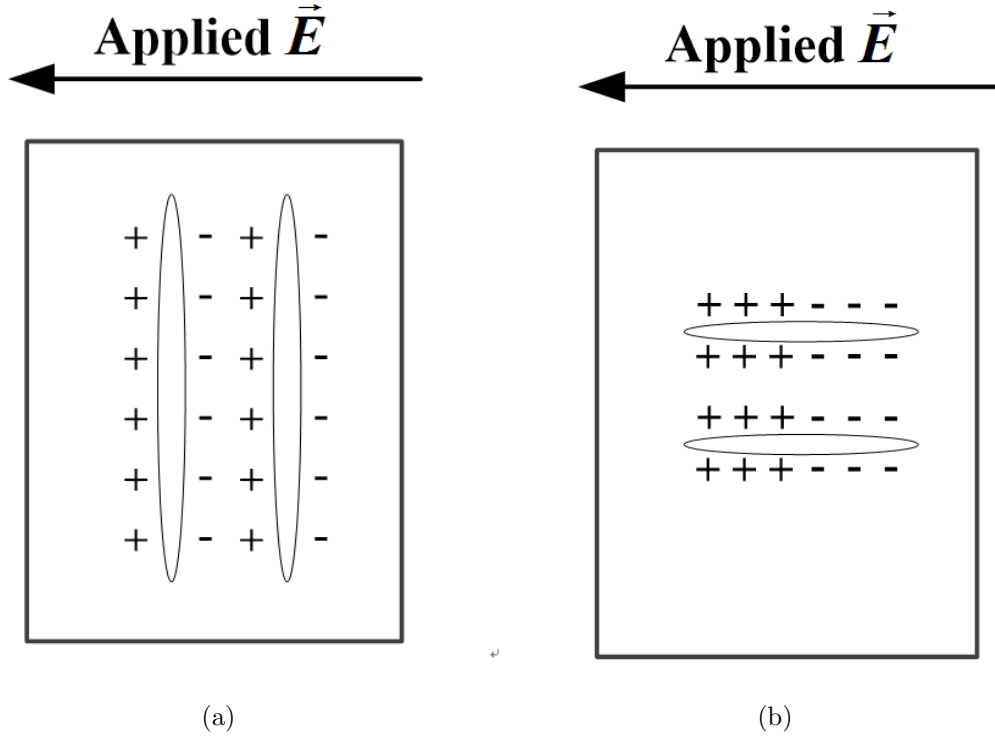 Applied E⃗
Applied E⃗
+ - + -
+ - + -
+ - + -
+ - + -
+ - + -
+ - + -
+ + + - - -
+ + + - - -
+ + + - - -
+ + + - - -
(a)
(b)